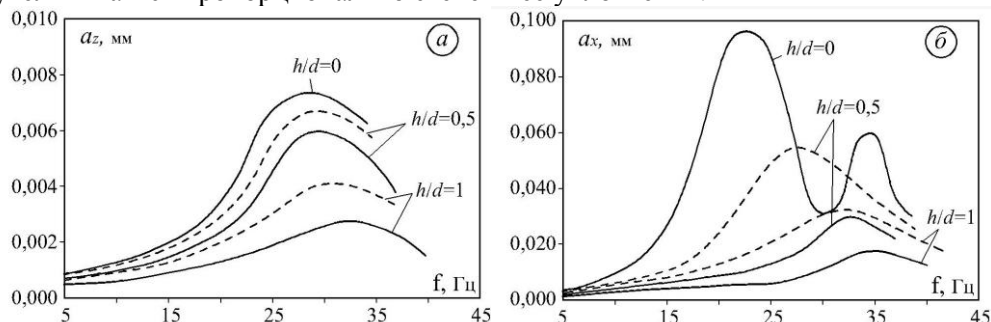 a_z, мм
а
0,010
0,008
0,006
0,004
0,002
0,000
h/d=0
h/d=0,5
h/d=1
f, Гц
5 15 25 35 45
a_x, мм
б
0,100
0,080
0,060
0,040
0,020
0,000
h/d=0
h/d=0,5
h/d=1
f, Гц
5 15 25 35 45